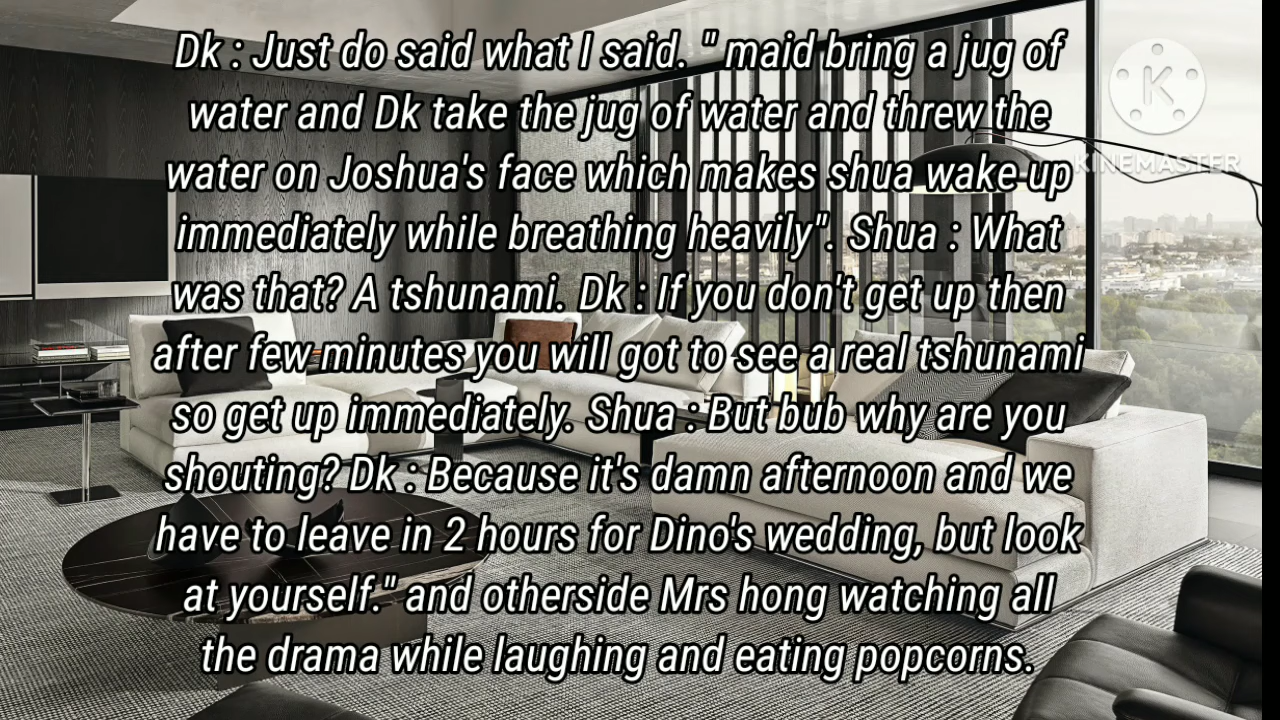 Dk : Just do said what I said. " maid bring a jug of
water and Dk take the jug of water and threw the
water on Joshua's face which makes shua wake up
immediately while breathing heavily". Shua : What
was that? A tshunami. Dk : If you don't get up then
after few minutes you will got to see a real tshunami
so get up immediately. Shua : But bub why are you
shouting? Dk : Because it's damn afternoon and we
have to leave in 2 hours for Dino's wedding, but look
at yourself." and otherside Mrs hong watching all
the drama while laughing and eating popcorns.
K
KINEMASTER